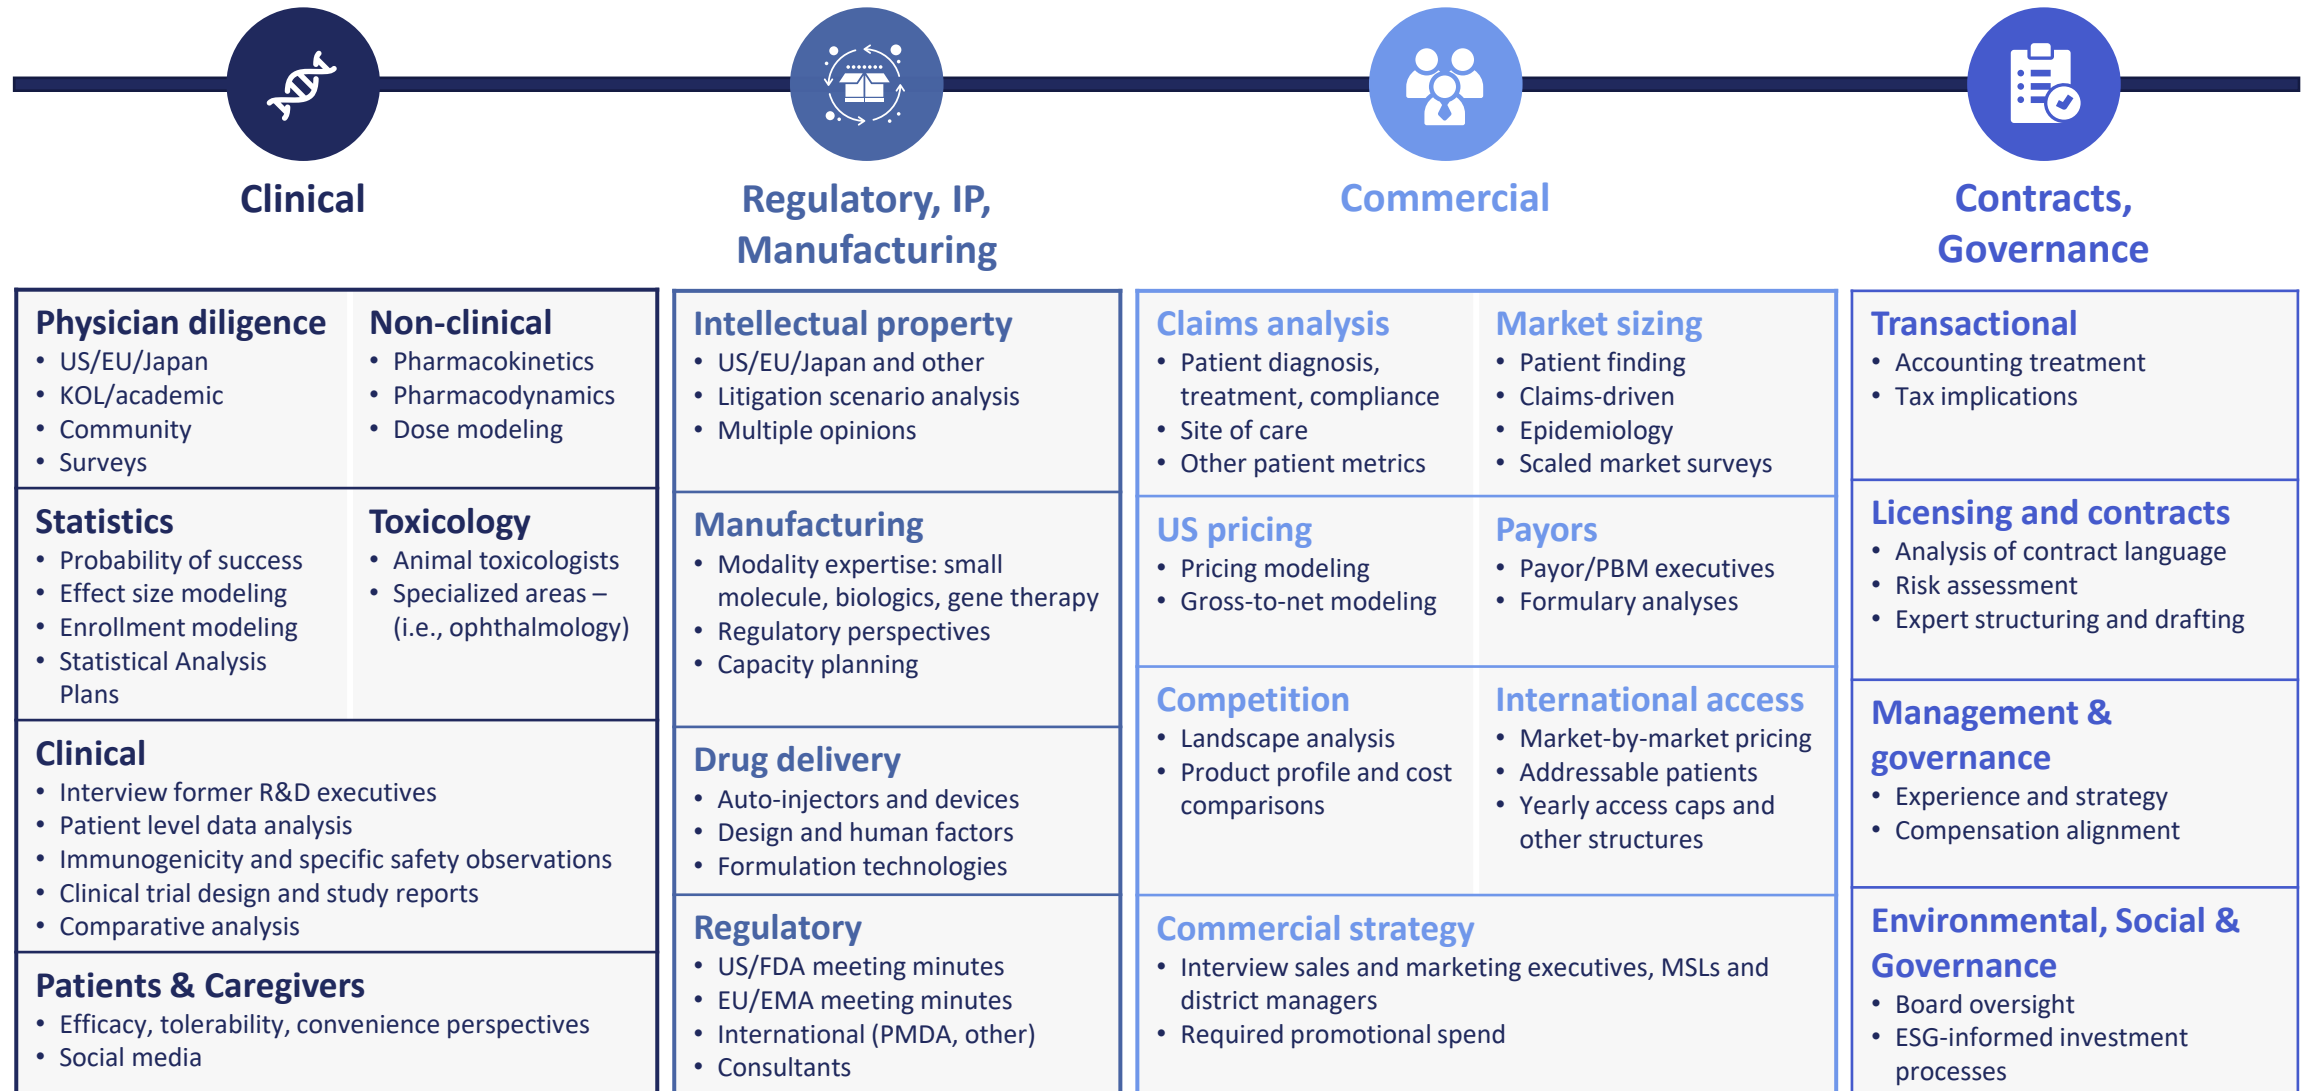 Clinical
Regulatory, IP,
Manufacturing
Commercial
Contracts,
Governance
Physician diligence
• US/EU/Japan
• KOL/academic
• Community
• Surveys
Non-clinical
• Pharmacokinetics
• Pharmacodynamics
• Dose modeling
Statistics
• Probability of success
• Effect size modeling
• Enrollment modeling
• Statistical Analysis
Plans
Toxicology
• Animal toxicologists
• Specialized areas –
(i.e., ophthalmology)
Clinical
• Interview former R&D executives
• Patient level data analysis
• Immunogenicity and specific safety observations
• Clinical trial design and study reports
• Comparative analysis
Patients & Caregivers
• Efficacy, tolerability, convenience perspectives
• Social media
Intellectual property
• US/EU/Japan and other
• Litigation scenario analysis
• Multiple opinions
Manufacturing
• Modality expertise: small
molecule, biologics, gene therapy
• Regulatory perspectives
• Capacity planning
Drug delivery
• Auto-injectors and devices
• Design and human factors
• Formulation technologies
Regulatory
• US/FDA meeting minutes
• EU/EMA meeting minutes
• International (PMDA, other)
• Consultants
Claims analysis
• Patient diagnosis,
treatment, compliance
• Site of care
• Other patient metrics
Market sizing
• Patient finding
• Claims-driven
• Epidemiology
• Scaled market surveys
US pricing
• Pricing modeling
• Gross-to-net modeling
Payors
• Payor/PBM executives
• Formulary analyses
Competition
• Landscape analysis
• Product profile and cost
comparisons
International access
• Market-by-market pricing
• Addressable patients
• Yearly access caps and
other structures
Commercial strategy
• Interview sales and marketing executives, MSLs and
district managers
• Required promotional spend
Transactional
• Accounting treatment
• Tax implications
Licensing and contracts
• Analysis of contract language
• Risk assessment
• Expert structuring and drafting
Management &
governance
• Experience and strategy
• Compensation alignment
Environmental, Social &
Governance
• Board oversight
• ESG-informed investment
processes